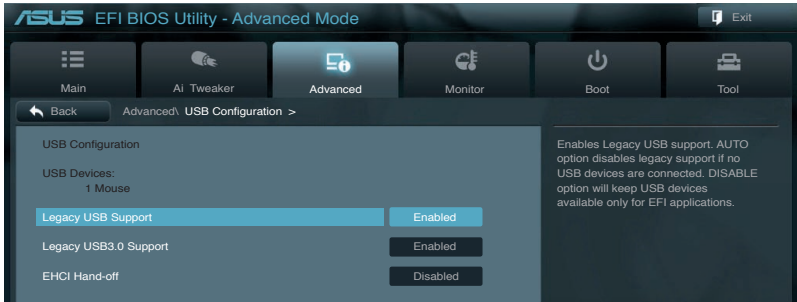 ASUS EFI BIOS Utility - Advanced Mode
Exit
Main
Ai Tweaker
Advanced
Monitor
Boot
Tool
Back
Advanced\ USB Configuration >
USB Configuration
USB Devices:
1 Mouse
Legacy USB Support Enabled
Legacy USB3.0 Support Enabled
EHCI Hand-off Disabled
Enables Legacy USB support. AUTO
option disables legacy support if no
USB devices are connected. DISABLE
option will keep USB devices
available only for EFI applications.